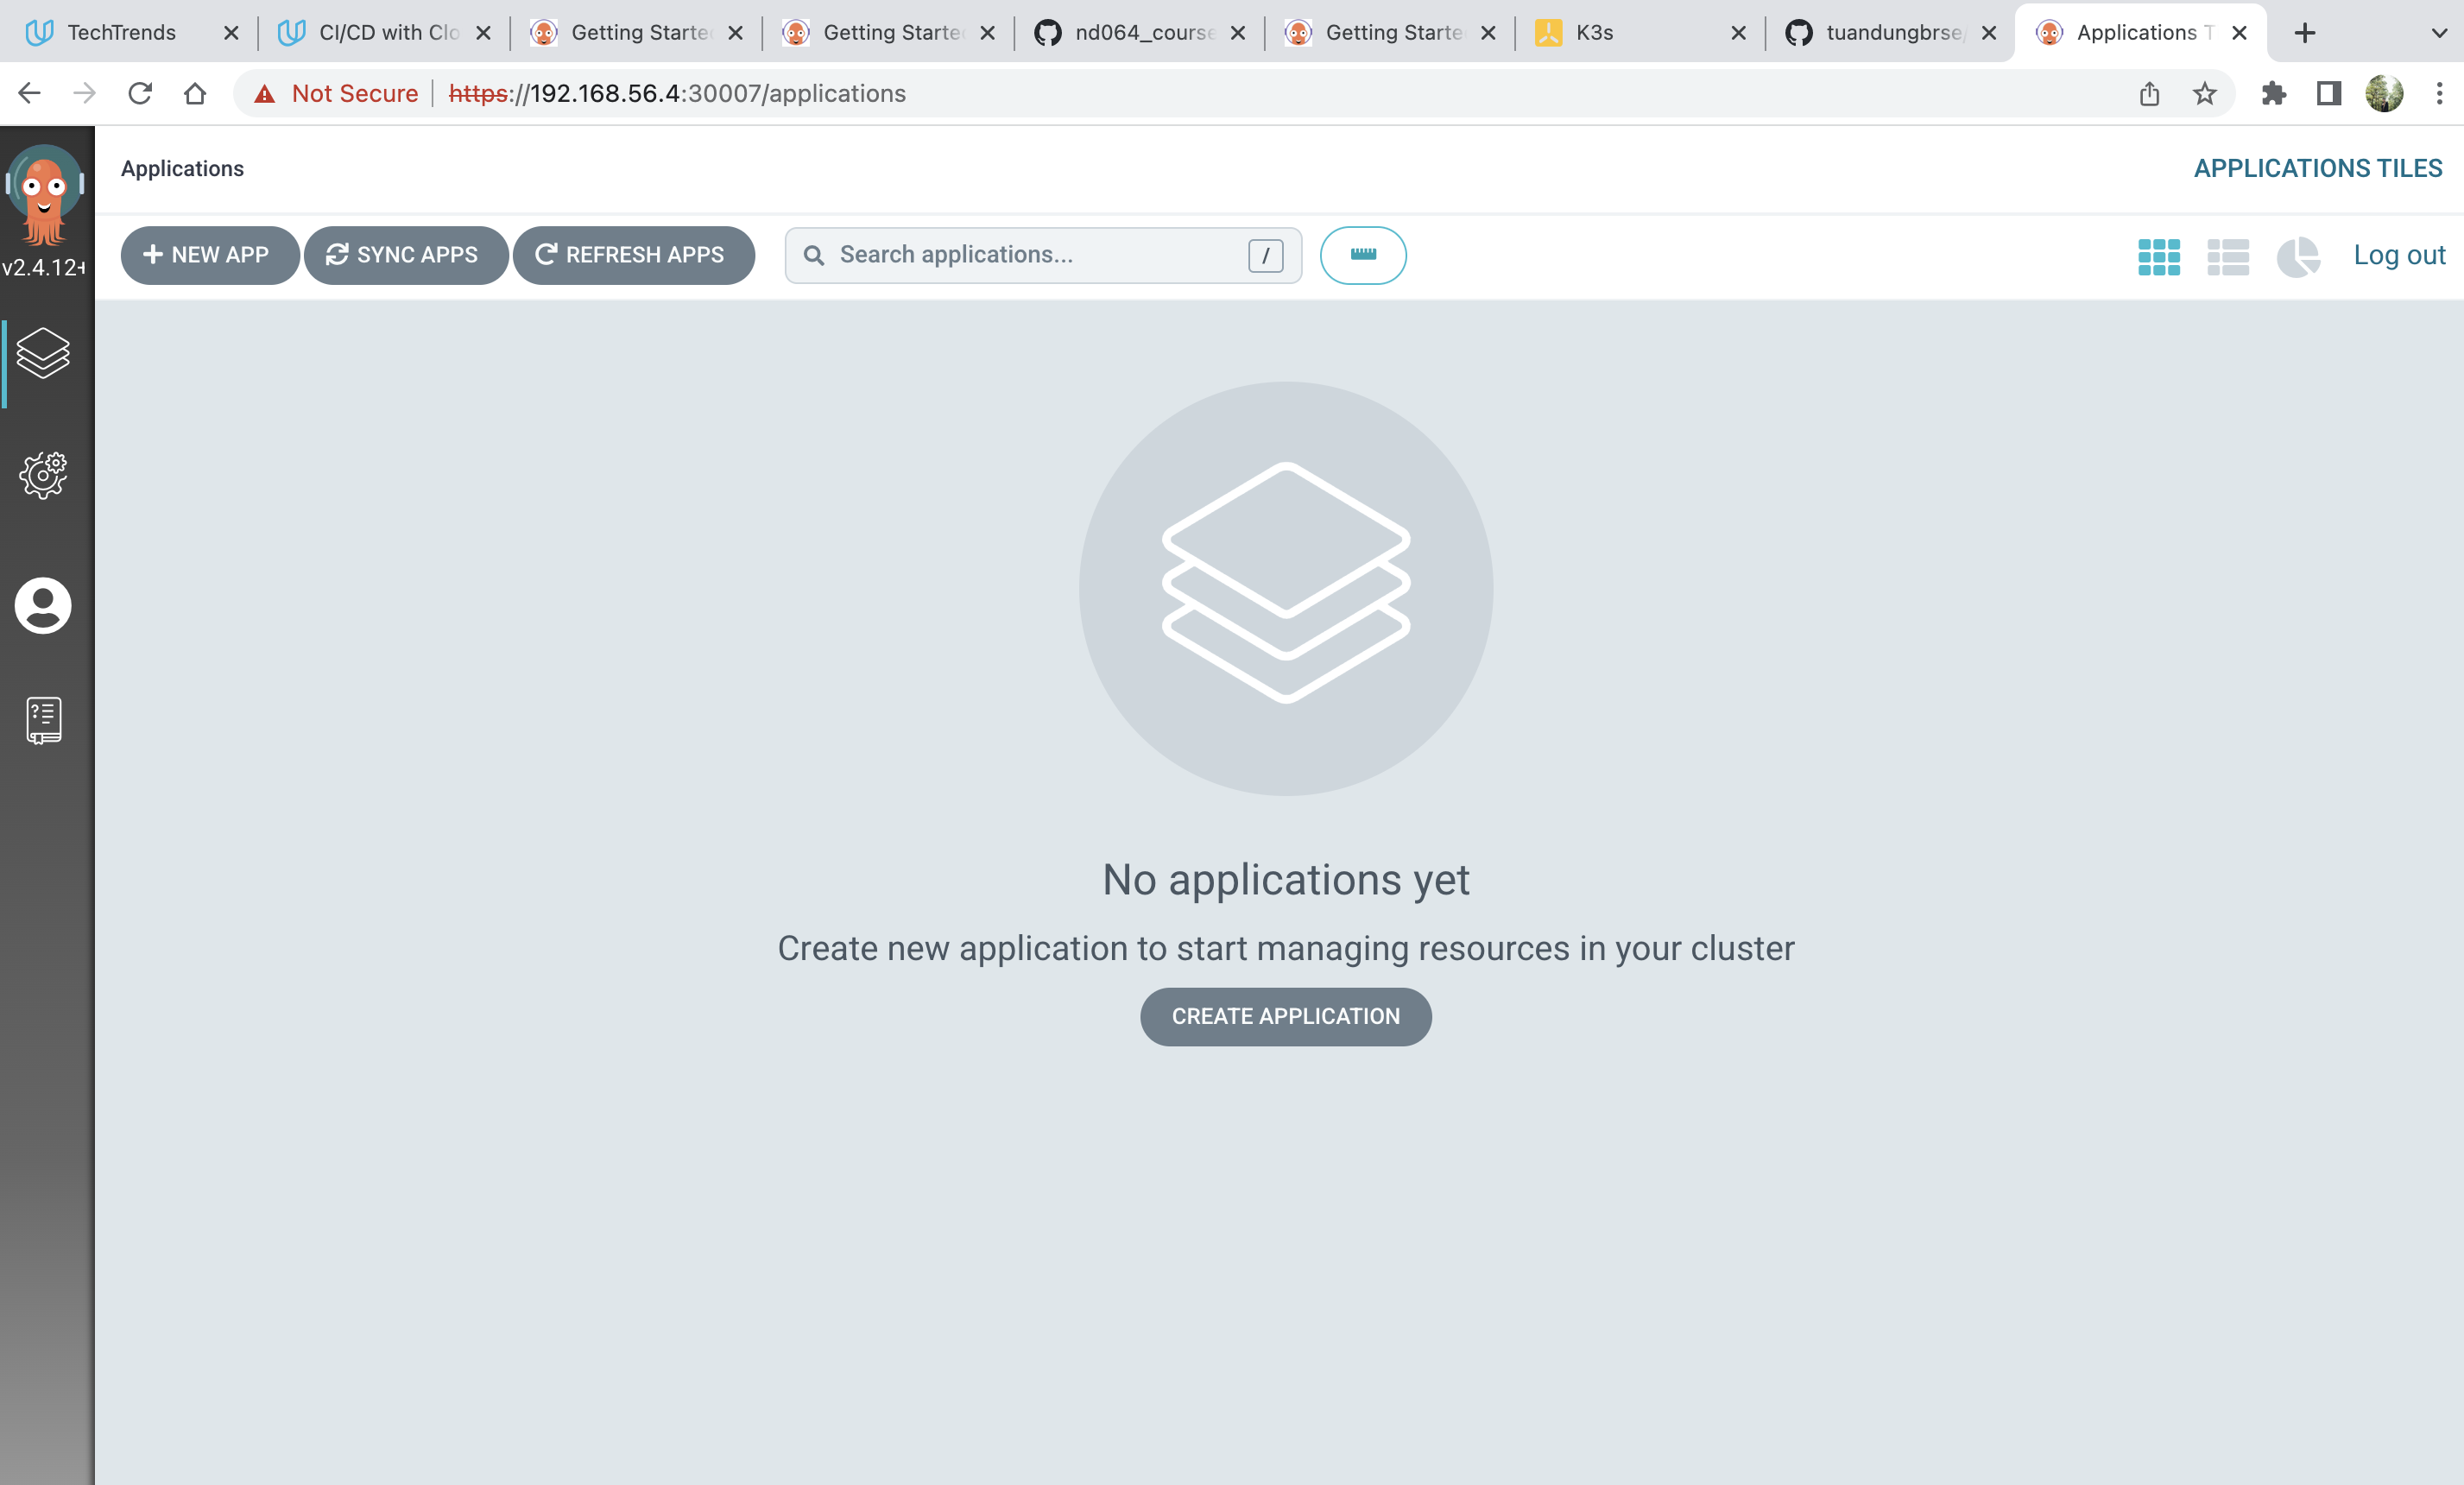 TechTrends
CI/CD with Clo
Getting Starte
Getting Starte
nd064_course
Getting Starte
K3s
tuandungbrse/
Applications T
Not Secure
https://192.168.56.4:30007/applications
v2.4.12+
Applications
APPLICATIONS TILES
NEW APP
SYNC APPS
REFRESH APPS
Search applications...
/
Log out
No applications yet
Create new application to start managing resources in your cluster
CREATE APPLICATION